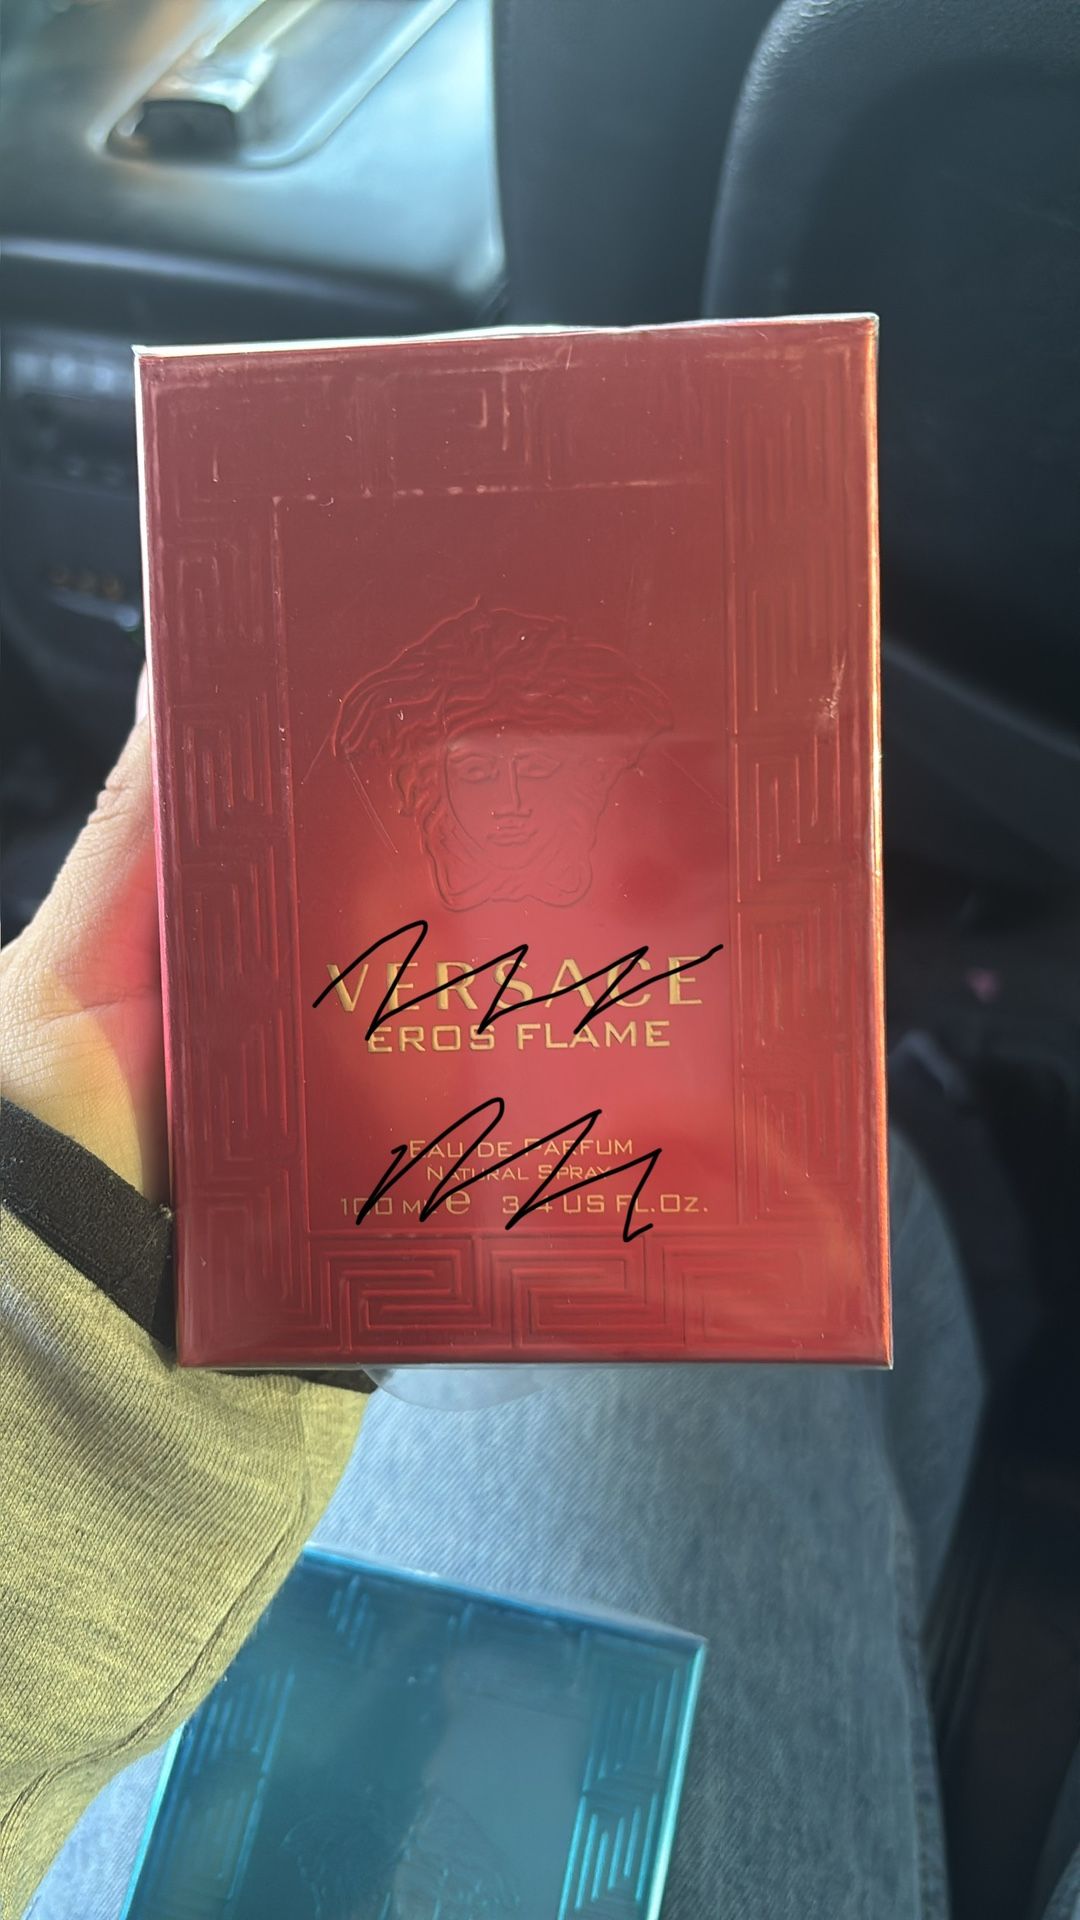 VERSACE
EROS FLAME
EAU DE PARFUM
NATURAL SPRAY
100 ML e 3.4 US FL.OZ.